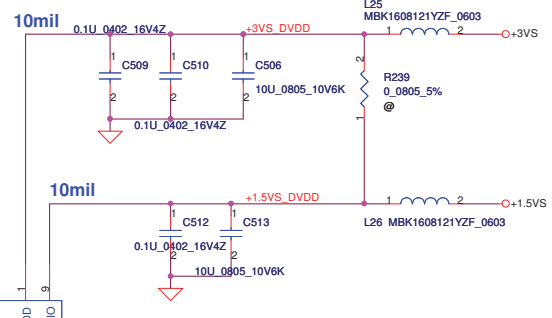 L25
MBK1608121YZF_0603
10mil
0.1U_0402_16V4Z
+3VS_DVDD
1
2
+3VS
1
C509
2
1
C510
2
1
C506
2
10U_0805_10V6K
0.1U_0402_16V4Z
2
R239
0_0805_5%
@
1
10mil
+1.5VS_DVDD
1
2
+1.5VS
L26 MBK1608121YZF_0603
1
C512
2
1
C513
2
0.1U_0402_16V4Z
10U_0805_10V6K
1
9